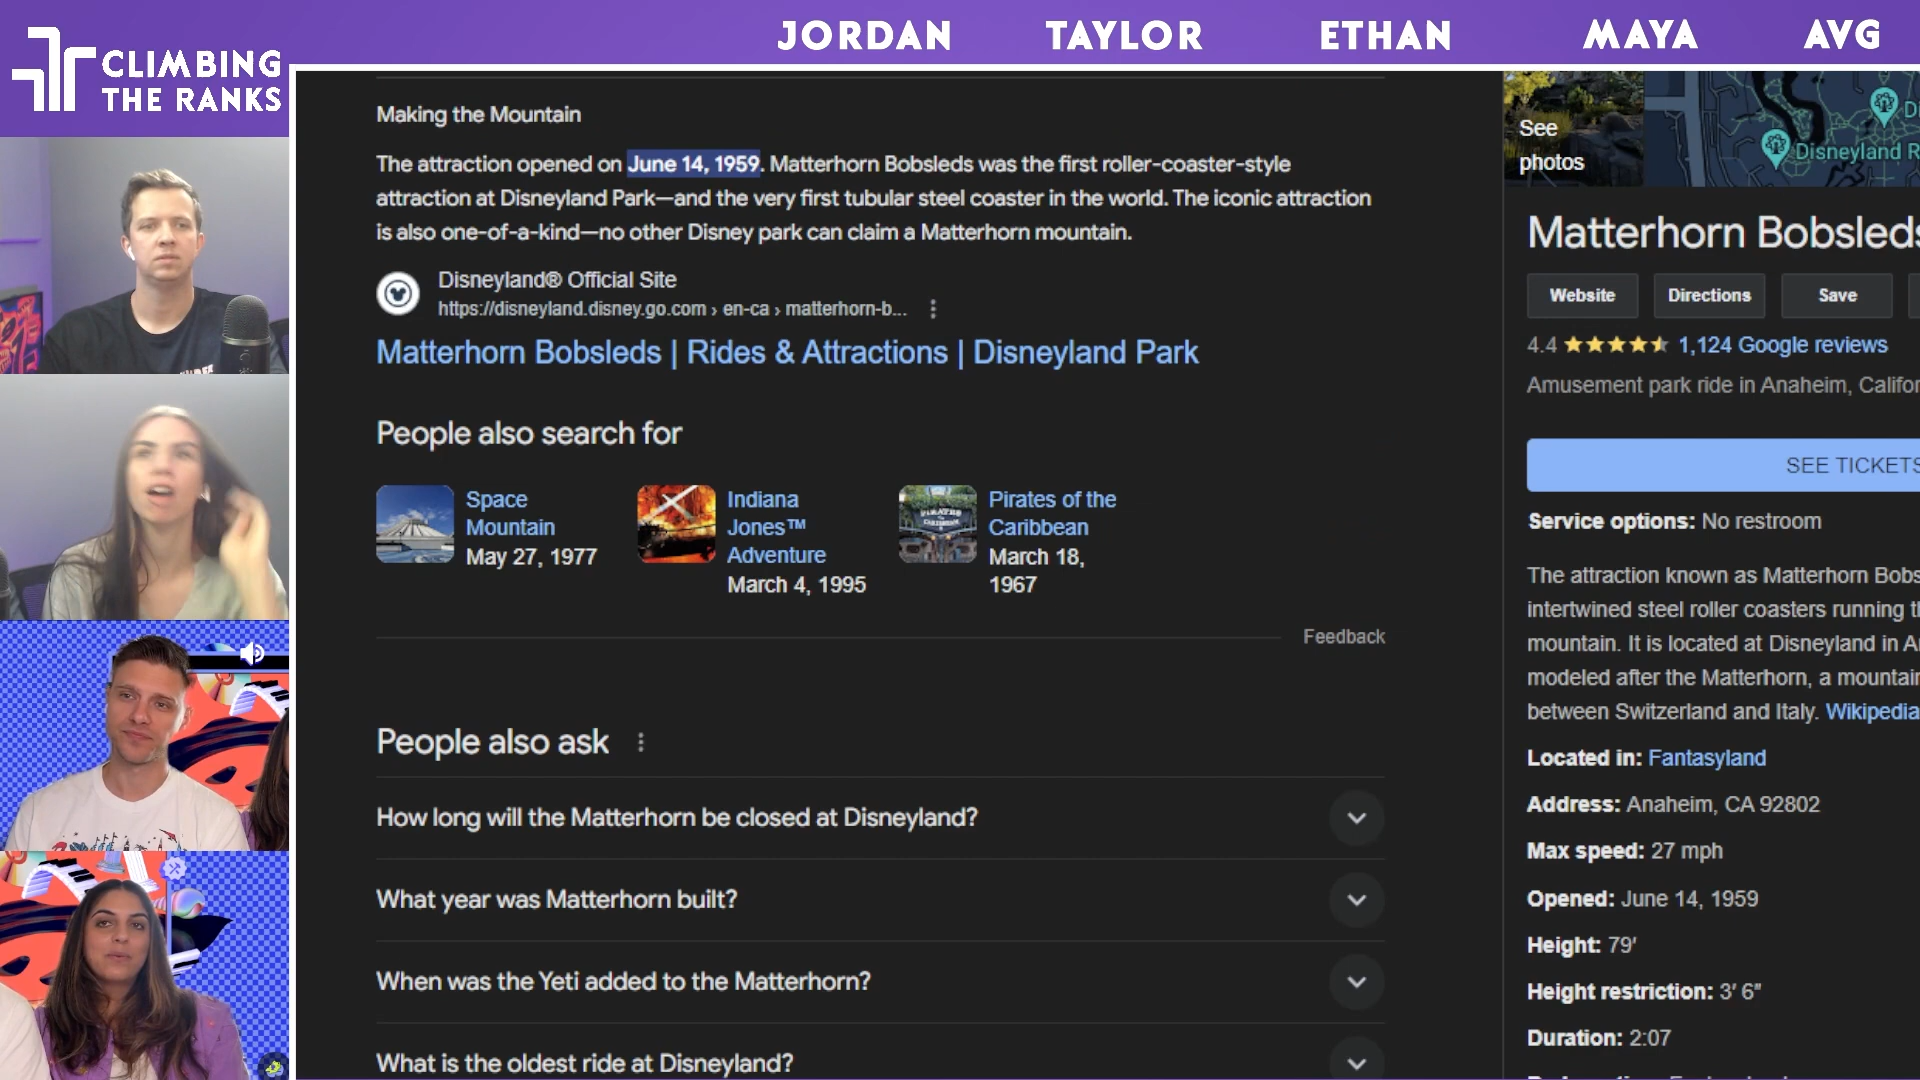 CLIMBING
THE RANKS
JORDAN TAYLOR ETHAN MAYA AVG
Making the Mountain
The attraction opened on June 14, 1959. Matterhorn Bobsleds was the first roller-coaster-style
attraction at Disneyland Park—and the very first tubular steel coaster in the world. The iconic attraction
is also one-of-a-kind—no other Disney park can claim a Matterhorn mountain.
Disneyland® Official Site
https://disneyland.disney.go.com › en-ca › matterhorn-b...
Matterhorn Bobsleds | Rides & Attractions | Disneyland Park
People also search for
Space
Mountain
May 27, 1977
Indiana
Jones™
Adventure
March 4, 1995
Pirates of the
Caribbean
March 18,
1967
Feedback
People also ask
How long will the Matterhorn be closed at Disneyland?
What year was Matterhorn built?
When was the Yeti added to the Matterhorn?
What is the oldest ride at Disneyland?
See
photos
Di
Disneyland R
Matterhorn Bobsleds
Website Directions Save
4.4 1,124 Google reviews
Amusement park ride in Anaheim, Califor
SEE TICKETS
Service options: No restroom
The attraction known as Matterhorn Bobs
intertwined steel roller coasters running t
mountain. It is located at Disneyland in A
modeled after the Matterhorn, a mountain
between Switzerland and Italy. Wikipedia
Located in: Fantasyland
Address: Anaheim, CA 92802
Max speed: 27 mph
Opened: June 14, 1959
Height: 79′
Height restriction: 3′ 6″
Duration: 2:07